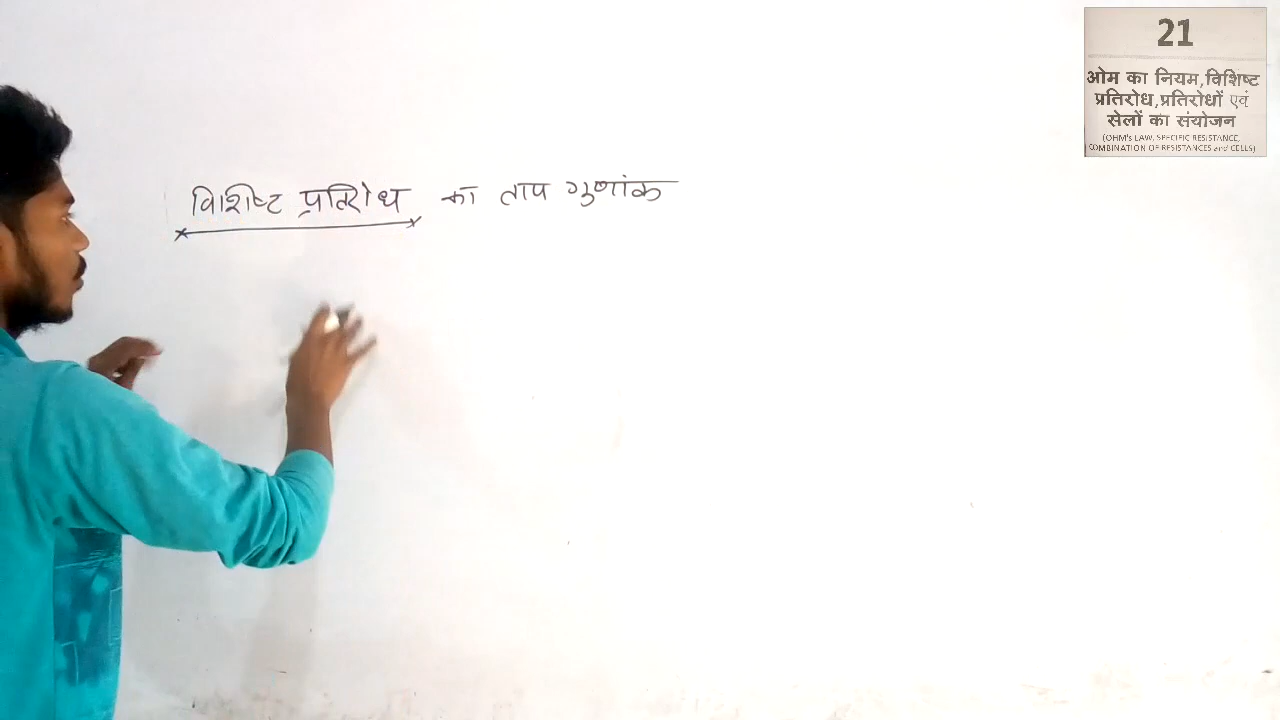 विशिष्ट प्रतिरोध का ताप गुणांक
21
ओम का नियम,विशिष्ट
प्रतिरोध,प्रतिरोधों एवं
सेलों का संयोजन
(OHM's LAW, SPECIFIC RESISTANCE,
COMBINATION OF RESISTANCES and CELLS)